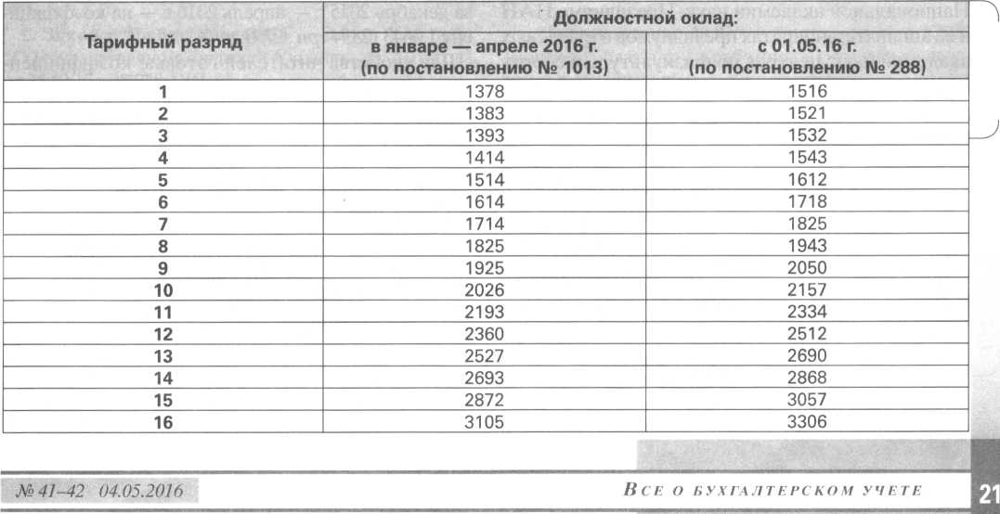 Тарифный разряд
Должностной оклад:
в январе — апреле 2016 г.
(по постановлению № 1013)
с 01.05.16 г.
(по постановлению № 288)
1 1378 1516
2 1383 1521
3 1393 1532
4 1414 1543
5 1514 1612
6 1614 1718
7 1714 1825
8 1825 1943
9 1925 2050
10 2026 2157
11 2193 2334
12 2360 2512
13 2527 2690
14 2693 2868
15 2872 3057
16 3105 3306
№ 41–42 04.05.2016 Все о бухгалтерском учете 21